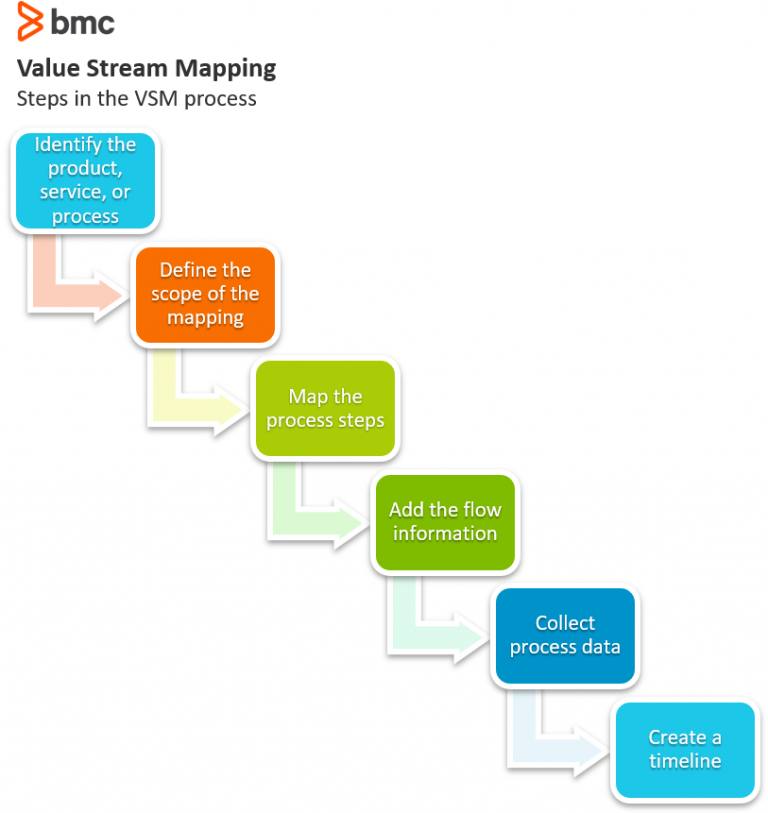 bmc
Value Stream Mapping
Steps in the VSM process
Identify the
product,
service, or
process
Define the
scope of the
mapping
Map the
process steps
Add the flow
information
Collect
process data
Create a
timeline